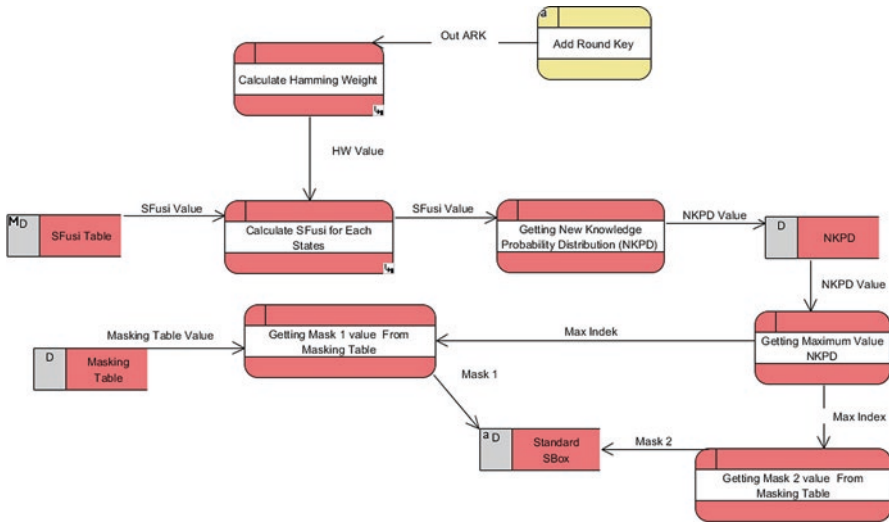 a
Out ARK
Add Round Key
Calculate Hamming Weight
HW Value
M D
SFusi Table
SFusi Value
Calculate SFusi for Each
States
SFusi Value
Getting New Knowledge
Probability Distribution (NKPD)
NKPD Value
D
NKPD
NKPD Value
Masking Table Value
D
Masking
Table
Getting Mask 1 value From
Masking Table
Max Indek
Getting Maximum Value
NKPD
Mask 1
Max Index
a D
Standard
SBox
Mask 2
Getting Mask 2 value From
Masking Table